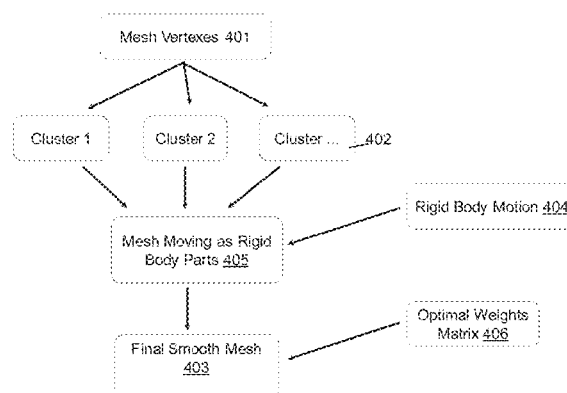 Mesh Vertexes 401
Cluster 1
Cluster 2
Cluster ...
402
Mesh Moving as Rigid
Body Parts 405
Rigid Body Motion 404
Final Smooth Mesh
403
Optimal Weights
Matrix 406